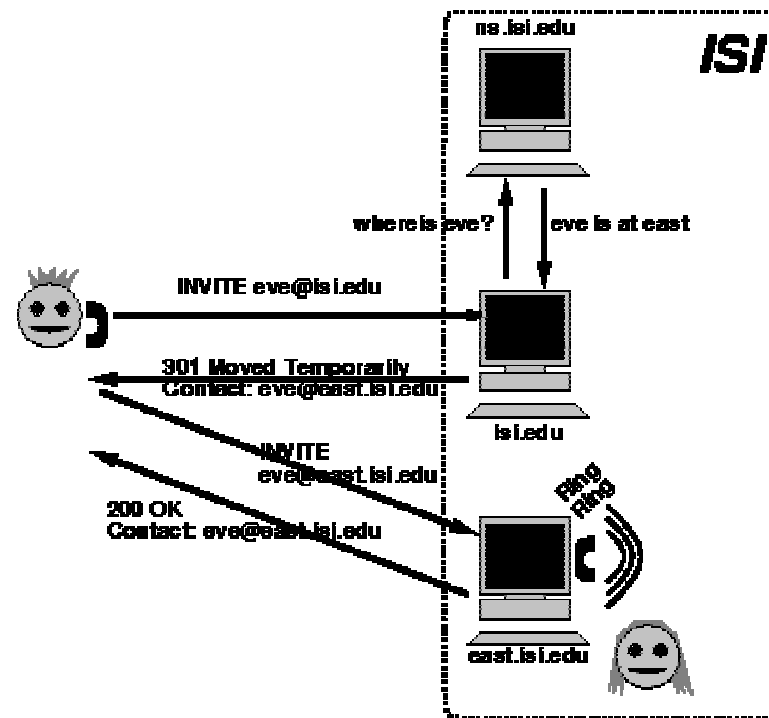 ns.isi.edu
ISI
where is eve?
eve is at east
INVITE eve@isi.edu
301 Moved Temporarily
Contact: eve@east.isi.edu
isi.edu
INVITE
eve@east.isi.edu
Ring
Ring
200 OK
Contact: eve@east.isi.edu
east.isi.edu